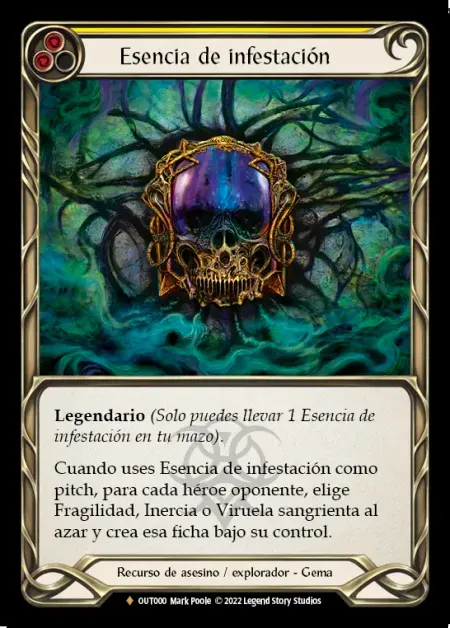 Esencia de infestación
Legendario (Solo puedes llevar 1 Esencia de
infestación en tu mazo).
Cuando uses Esencia de infestación como
pitch, para cada héroe oponente, elige
Fragilidad, Inercia o Viruela sangrienta al
azar y crea esa ficha bajo su control.
Recurso de asesino / explorador - Gema
OUT000 Mark Poole © 2022 Legend Story Studios